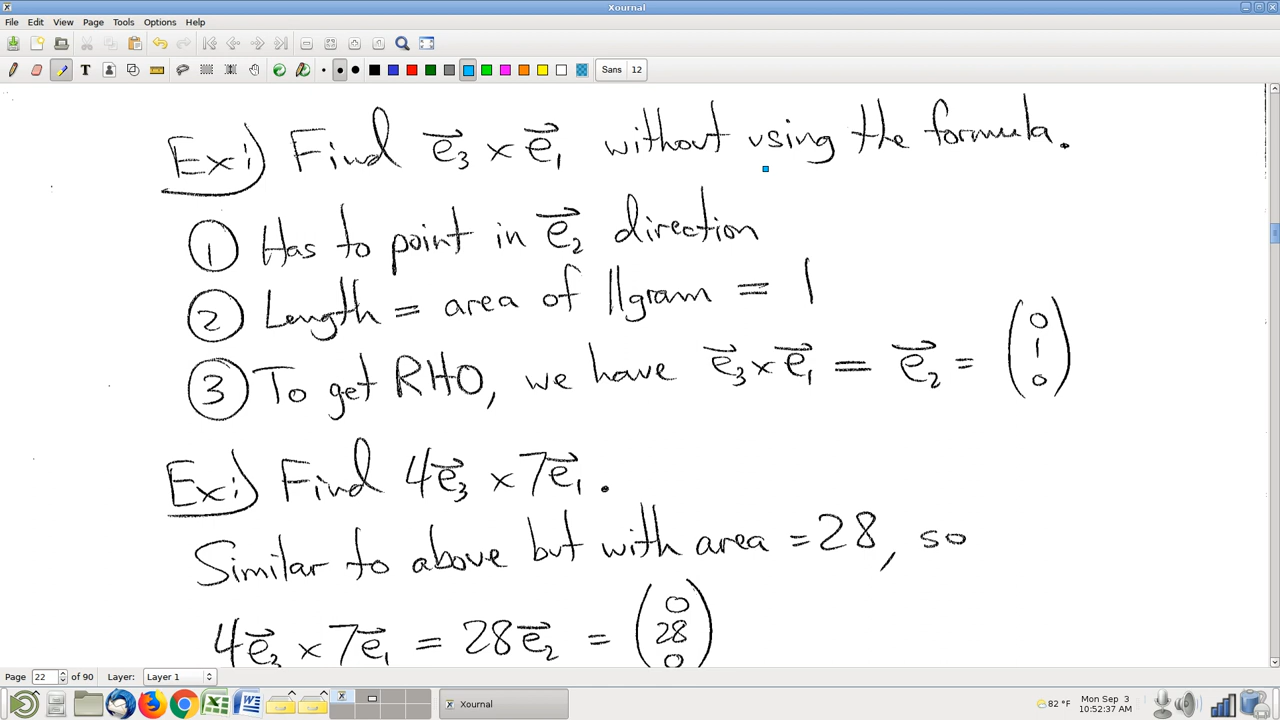 Xournal
File Edit View Page Tools Options Help
Sans 12
Ex:) Find e⃗₃ × e⃗₁ without using the formula.
① Has to point in e⃗₂ direction
② Length = area of ||gram = 1
③ To get RHO, we have e⃗₃ × e⃗₁ = e⃗₂ = (0 1 0)
Ex:) Find 4e⃗₃ × 7e⃗₁.
Similar to above but with area = 28, so
4e⃗₃ × 7e⃗₁ = 28e⃗₂ = (0 28 0)
Page 22 of 90 Layer: Layer 1
Xournal
82 °F
Mon Sep 3
10:52:37 AM